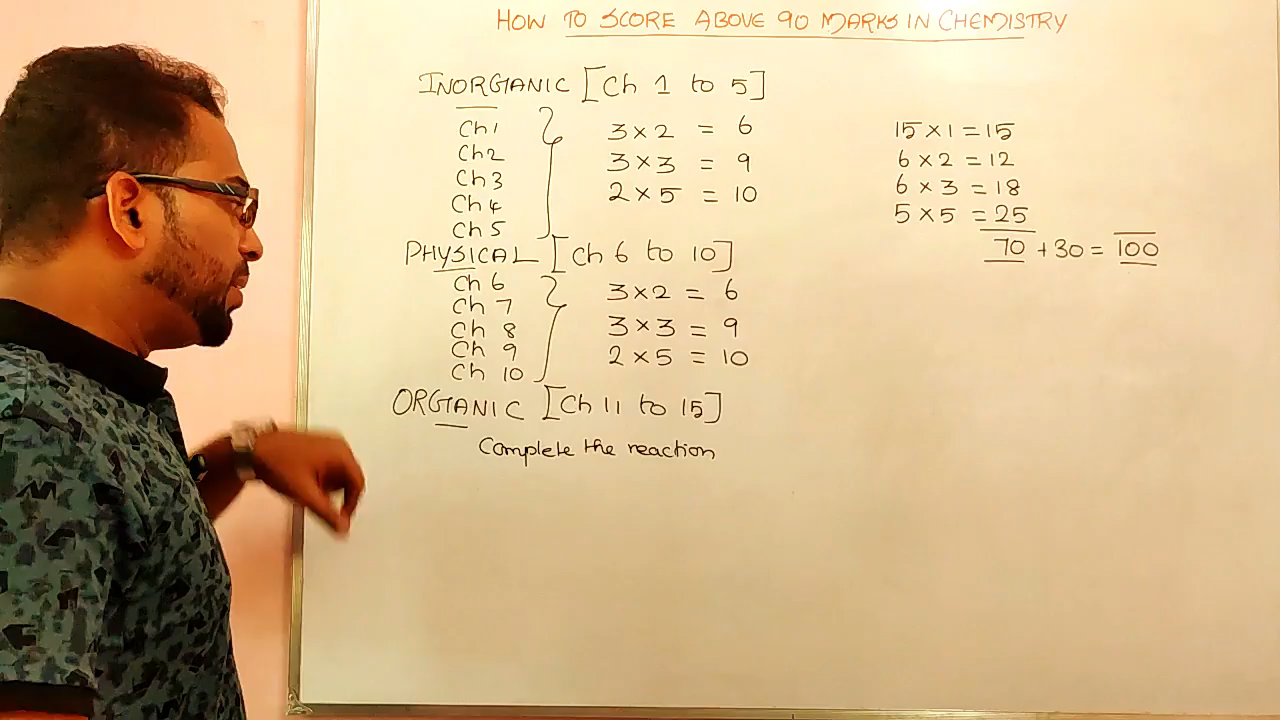 HOW TO SCORE ABOVE 90 MARKS IN CHEMISTRY
INORGANIC [Ch 1 to 5]
Ch1
Ch2
Ch3
Ch4
Ch5
3 × 2 = 6
3 × 3 = 9
2 × 5 = 10
PHYSICAL [Ch 6 to 10]
Ch 6
Ch 7
Ch 8
Ch 9
Ch 10
3 × 2 = 6
3 × 3 = 9
2 × 5 = 10
ORGANIC [Ch 11 to 15]
Complete the reaction
15 × 1 = 15
6 × 2 = 12
6 × 3 = 18
5 × 5 = 25
70 + 30 = 100